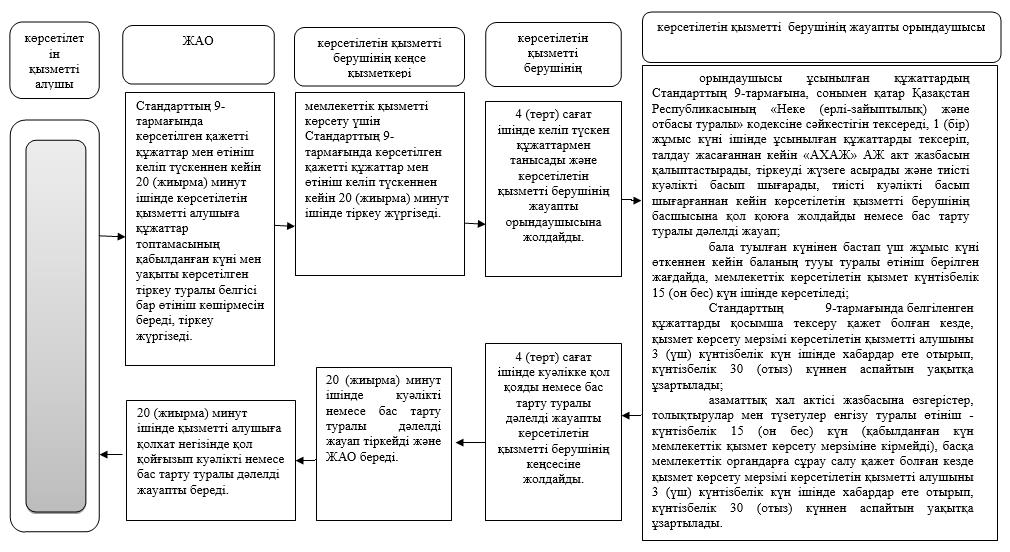 көрсетілет
ін
қызметті
алушы
ЖАО
көрсетілетін қызметті
берушінің кеңсе
қызметкері
көрсетілетін
қызметті
берушінің
көрсетілетін қызметті берушінің жауапты орындаушысы
Стандарттың 9-
тармағында
көрсетілген қажетті
құжаттар мен өтініш
келіп түскеннен кейін
20 (жиырма) минут
ішінде көрсетілетін
қызметті алушыға
құжаттар
топтамасының
қабылданған күні мен
уақыты көрсетілген
тіркеу туралы белгісі
бар өтініш көшірмесін
береді, тіркеу
жүргізеді.
мемлекеттік қызметті
көрсету үшін
Стандарттың 9-
тармағында көрсетілген
қажетті құжаттар мен
өтініш келіп түскеннен
кейін 20 (жиырма) минут
ішінде тіркеу жүргізеді.
4 (төрт) сағат
ішінде келіп түскен
құжаттармен
танысады және
көрсетілетін
қызметті берушінің
жауапты
орындаушысына
жолдайды.
орындаушысы ұсынылған құжаттардың
Стандарттың 9-тармағына, сонымен қатар Қазақстан
Республикасының «Неке (ерлі-зайыптылық) және
отбасы туралы» кодексіне сәйкестігін тексереді, 1 (бір)
жұмыс күні ішінде ұсынылған құжаттарды тексеріп,
талдау жасағаннан кейін «АХАЖ» АЖ акт жазбасын
қалыптастырады, тіркеуді жүзеге асырады және тиісті
куәлікті басып шығарады, тиісті куәлікті басып
шығарғаннан кейін көрсетілетін қызметті берушінің
басшысына қол қоюға жолдайды немесе бас тарту
туралы дәлелді жауап;
бала туылған күнінен бастап үш жұмыс күні
өткеннен кейін баланың тууы туралы өтініш берілген
жағдайда, мемлекеттік көрсетілетін қызмет күнтізбелік
15 (он бес) күн ішінде көрсетіледі;
Стандарттың 9-тармағында белгіленген
құжаттарды қосымша тексеру қажет болған кезде,
қызмет көрсету мерзімі көрсетілетін қызметті алушыны
3 (үш) күнтізбелік күн ішінде хабардар ете отырып,
күнтізбелік 30 (отыз) күннен аспайтын уақытқа
ұзартылады;
азаматтық хал актісі жазбасына өзгерістер,
толықтырулар мен түзетулер енгізу туралы өтініш -
күнтізбелік 15 (он бес) күн (қабылданған күн
мемлекеттік қызмет көрсету мерзіміне кірмейді), басқа
мемлекеттік органдарға сұрау салу қажет болған кезде
қызмет көрсету мерзімі көрсетілетін қызметті алушыны
3 (үш) күнтізбелік күн ішінде хабардар ете отырып,
күнтізбелік 30 (отыз) күннен аспайтын уақытқа
ұзартылады.
4 (төрт) сағат
ішінде куәлікке қол
қояды немесе бас
тарту туралы
дәлелді жауапты
көрсетілетін
қызметті берушінің
кеңсесіне
жолдайды.
20 (жиырма) минут
ішінде куәлікті
немесе бас тарту
туралы дәлелді
жауап тіркейді және
ЖАО береді.
20 (жиырма) минут
ішінде қызметті алушыға
қолхат негізінде қол
қойғызып куәлікті немесе
бас тарту туралы дәлелді
жауапты береді.